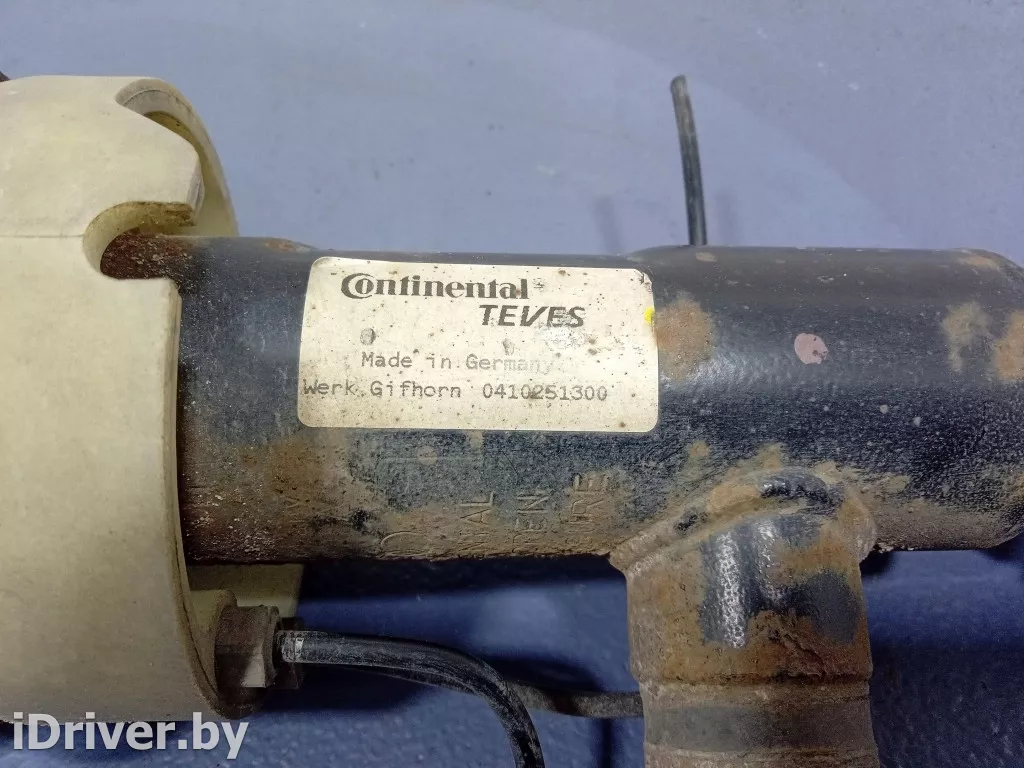 Continental
TEVES
Made in Germany
Werk Gifhorn 0410251300
iDriver.by